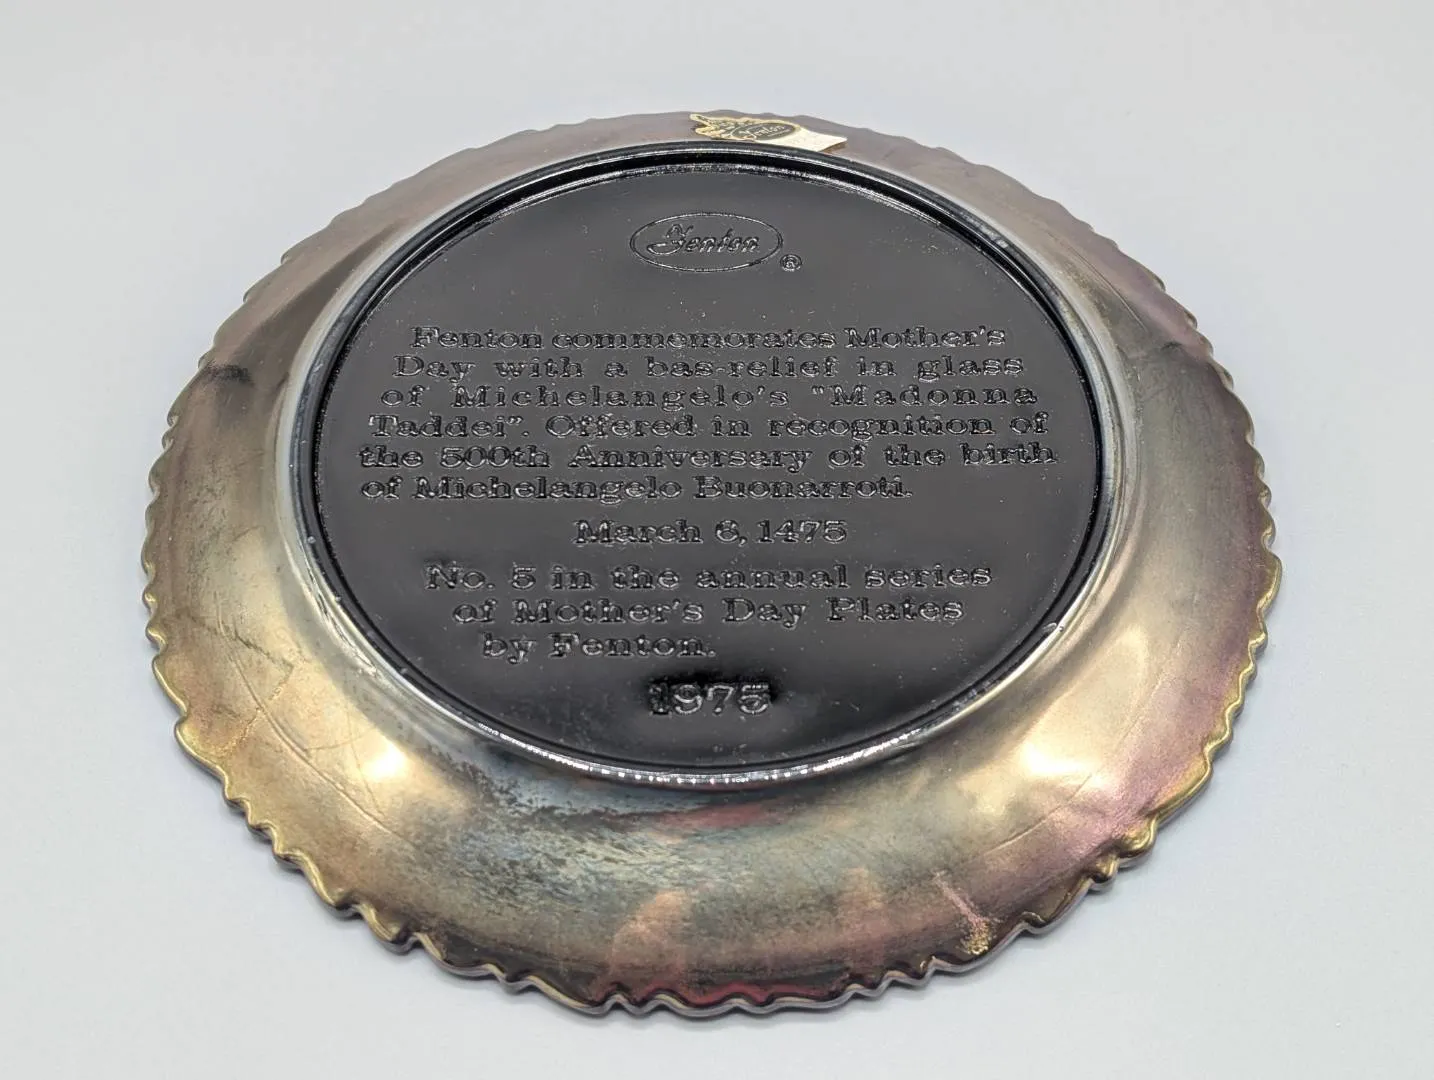 Fenton
Fenton ®
Fenton commemorates Mother's
Day with a bas-relief in glass
of Michelangelo's "Madonna
Taddei". Offered in recognition of
the 500th Anniversary of the birth
of Michelangelo Buonarroti.
March 6, 1475
No. 5 in the annual series
of Mother's Day Plates
by Fenton.
1975